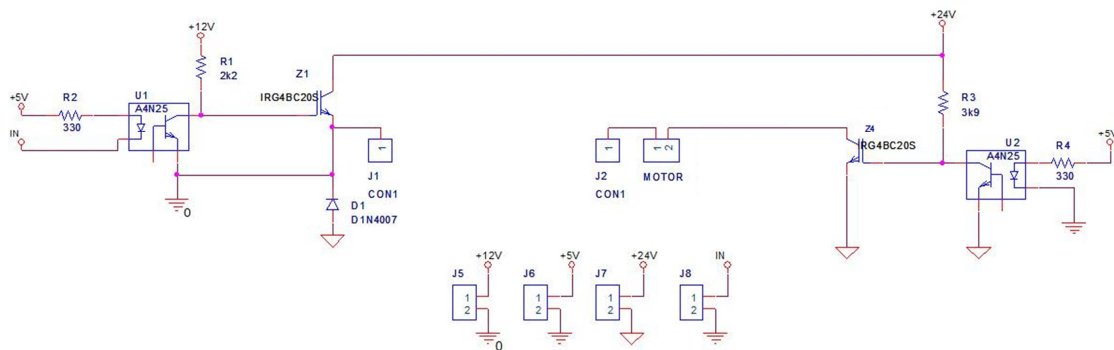 +12V
+24V
R1
2k2
Z1
IRG4BC20S
R2
+5V
330
IN
U1
A4N25
0
1
J1
CON1
D1
D1N4007
1
J2
CON1
1 2
MOTOR
Z4
RG4BC20S
R3
3k9
U2
A4N25
R4
330
+5V
J5
+12V
1
2
0
J6
+5V
1
2
J7
+24V
1
2
J8
IN
1
2